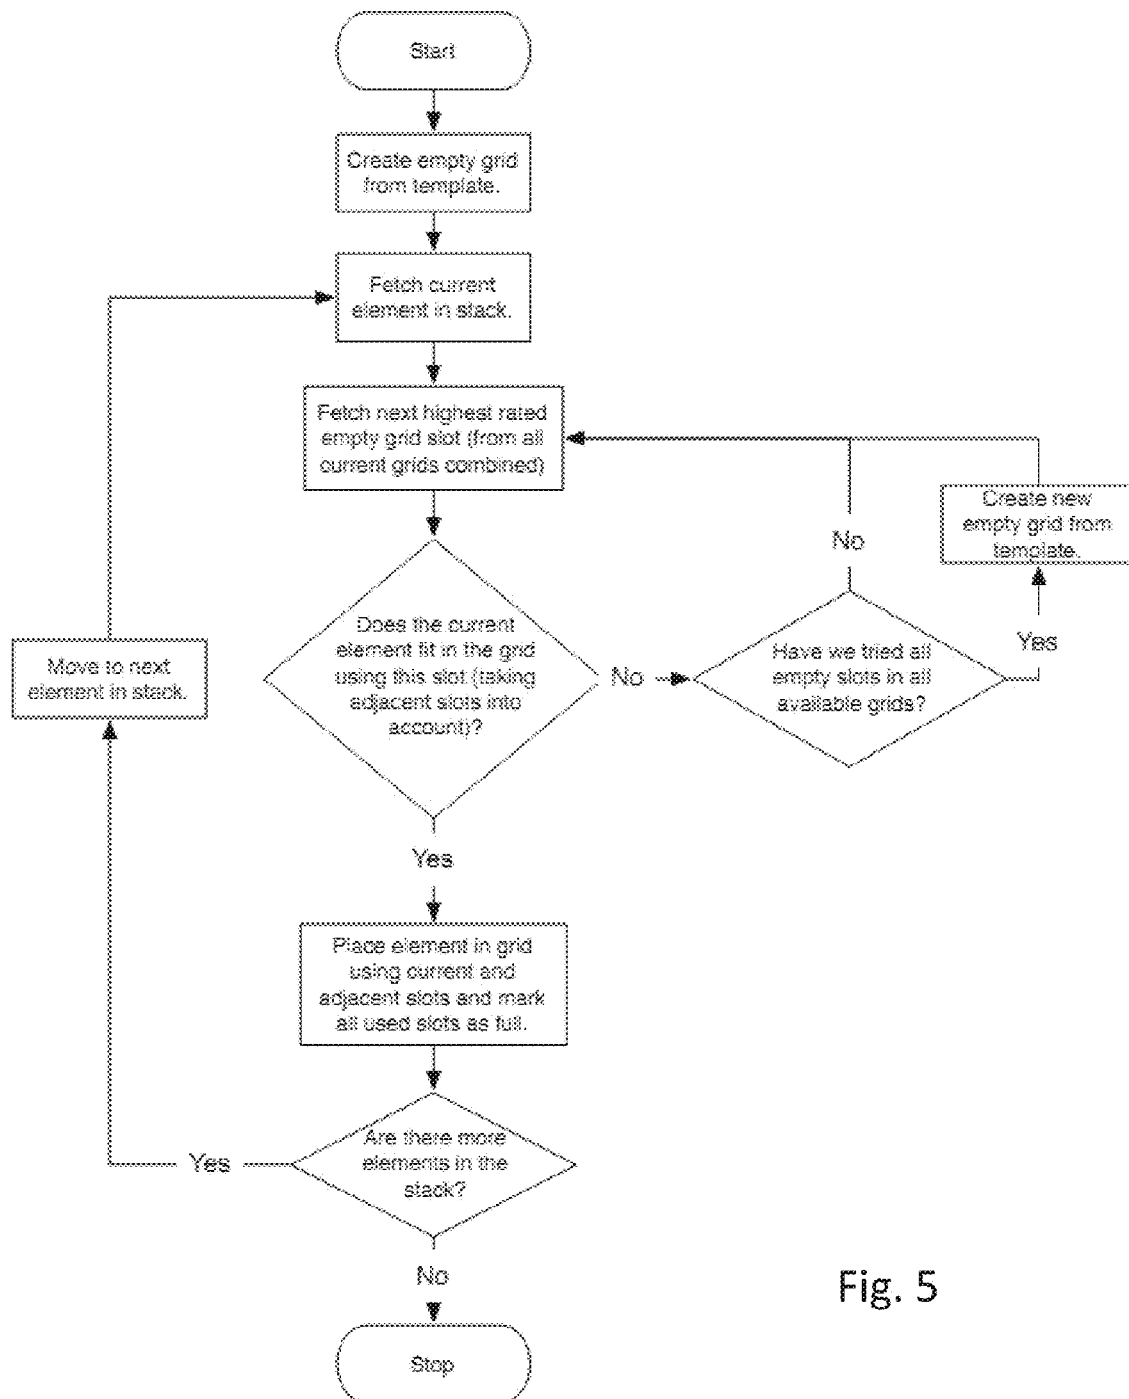 Start
Create empty grid
from template.
Fetch current
element in stack.
Fetch next highest rated
empty grid slot (from all
current grids combined)
Create new
empty grid from
template.
No
Does the current
element fit in the grid
using this slot (taking
adjacent slots into
account)?
No
Have we tried all
empty slots in all
available grids?
Yes
Move to next
element in stack.
Yes
Place element in grid
using current and
adjacent slots and mark
all used slots as full.
Are there more
elements in the
stack?
Yes
No
Stop
Fig. 5